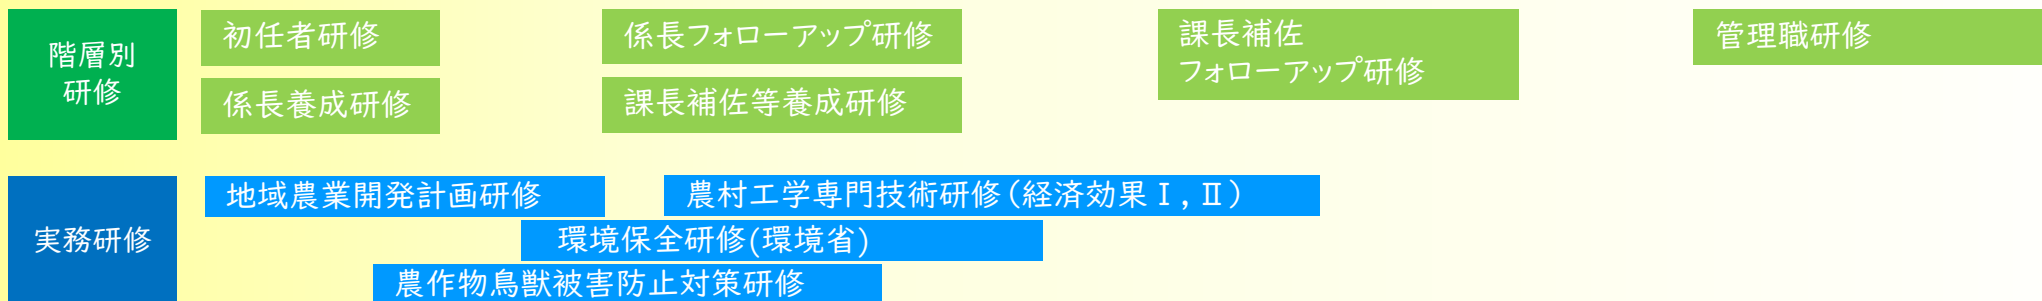 階層別
研修
初任者研修
係長養成研修
係長フォローアップ研修
課長補佐等養成研修
課長補佐
フォローアップ研修
管理職研修
実務研修
地域農業開発計画研修
農村工学専門技術研修（経済効果Ⅰ,Ⅱ）
環境保全研修(環境省)
農作物鳥獣被害防止対策研修